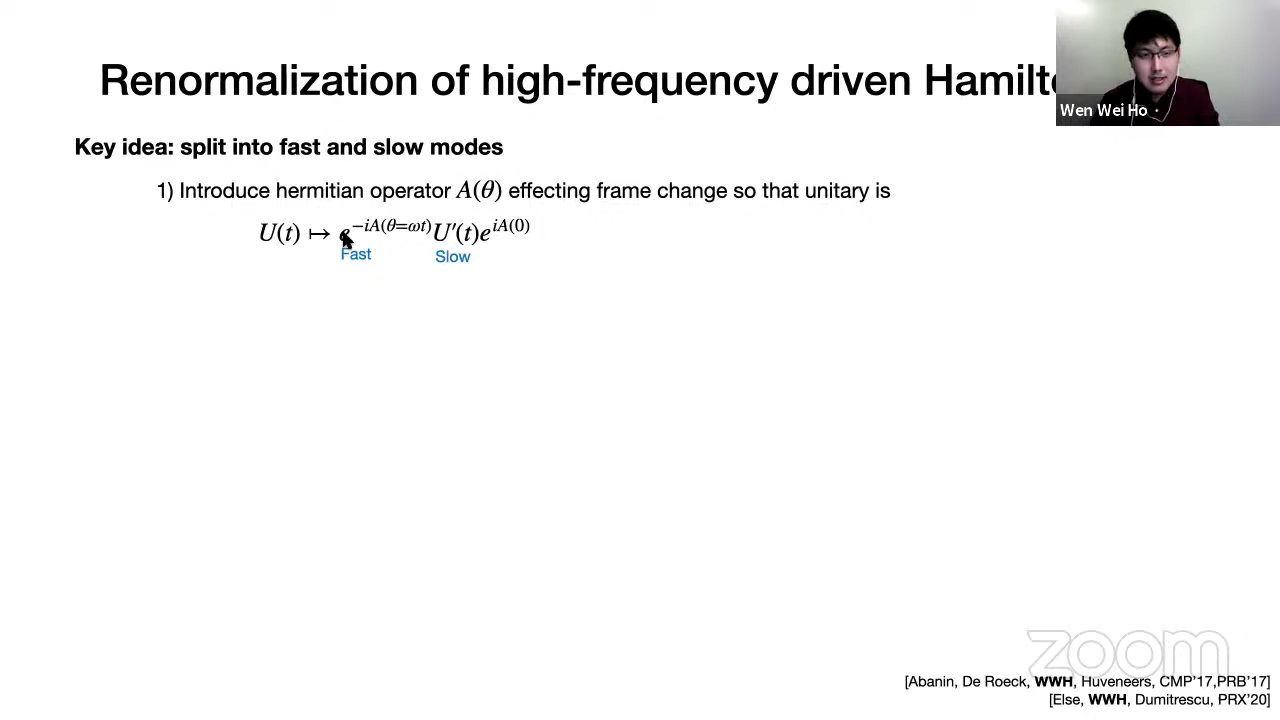 Renormalization of high-frequency driven
Wen Wei Ho
Key idea: split into fast and slow modes
1) Introduce hermitian operator A(θ) effecting frame change so that unitary is
U(t) ↦ e^{−iA(θ=ωt)}U′(t)e^{iA(0)}
Fast Slow
zoom
[Abanin, De Roeck, WWH, Huveneers, CMP'17,PRB'17]
[Else, WWH, Dumitrescu, PRX'20]